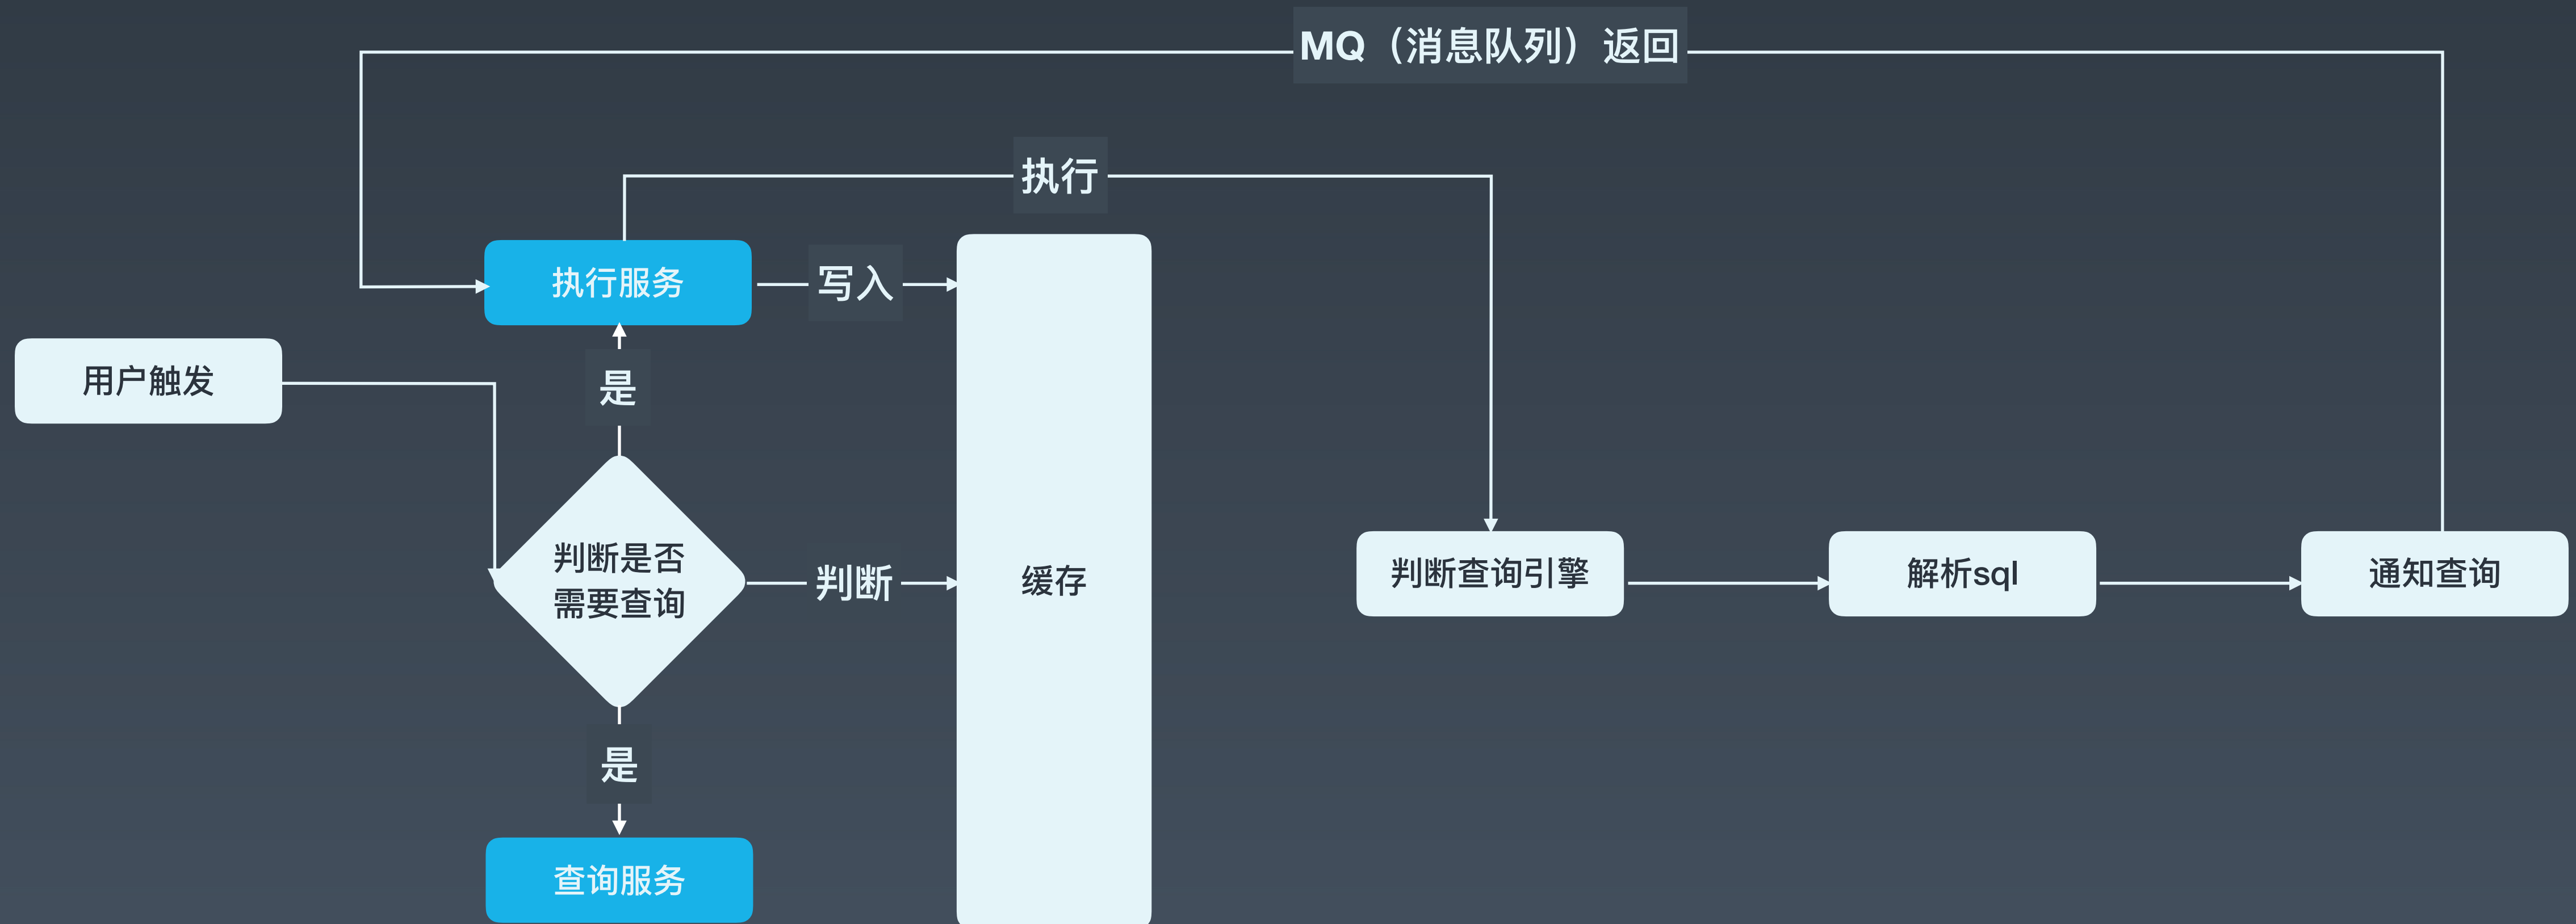 MQ（消息队列）返回
执行
执行服务
写入
用户触发
是
判断是否
需要查询
判断
缓存
判断查询引擎
解析sql
通知查询
是
查询服务